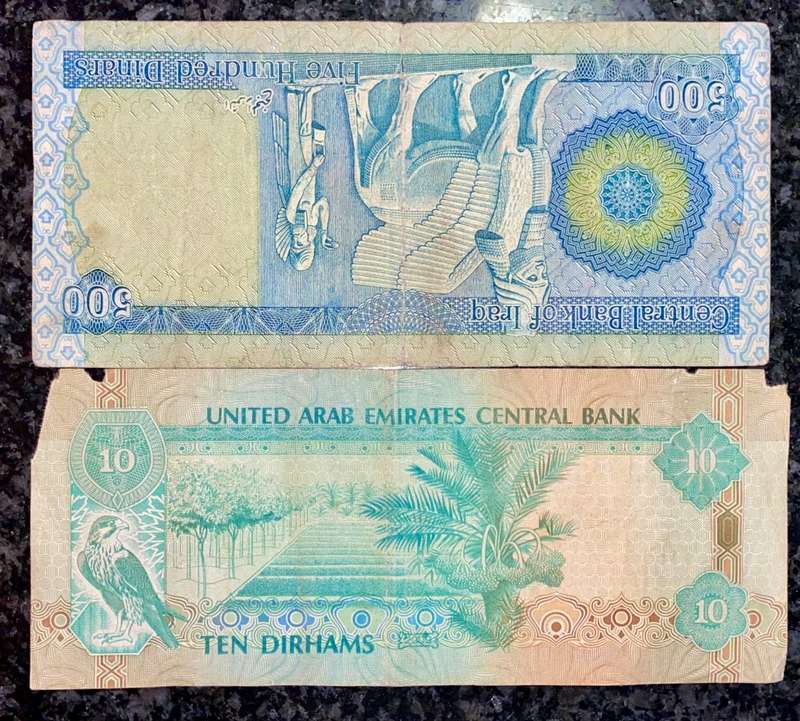 Central Bank of Iraq
500
500
Five Hundred Dinars
UNITED ARAB EMIRATES CENTRAL BANK
10
10
10
TEN DIRHAMS